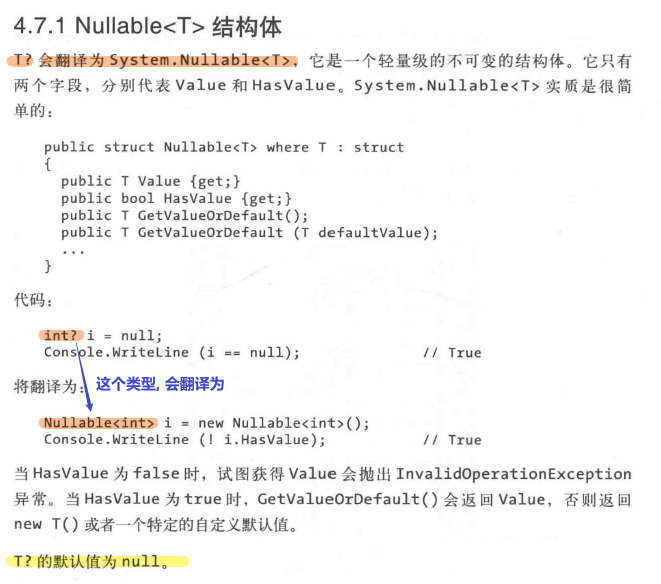 4.7.1 Nullable<T> 结构体
T? 会翻译为 System.Nullable<T>，它是一个轻量级的不可变的结构体。它只有
两个字段，分别代表 Value 和 HasValue。System.Nullable<T> 实质是很简
单的：
public struct Nullable<T> where T : struct
{
public T Value {get;}
public bool HasValue {get;}
public T GetValueOrDefault();
public T GetValueOrDefault (T defaultValue);
...
}
代码：
int? i = null;
Console.WriteLine (i == null); // True
将翻译为： 这个类型, 会翻译为
Nullable<int> i = new Nullable<int>();
Console.WriteLine (! i.HasValue); // True
当 HasValue 为 false 时，试图获得 Value 会抛出 InvalidOperationException
异常。当 HasValue 为 true 时，GetValueOrDefault() 会返回 Value，否则返回
new T() 或者一个特定的自定义默认值。
T? 的默认值为 null。